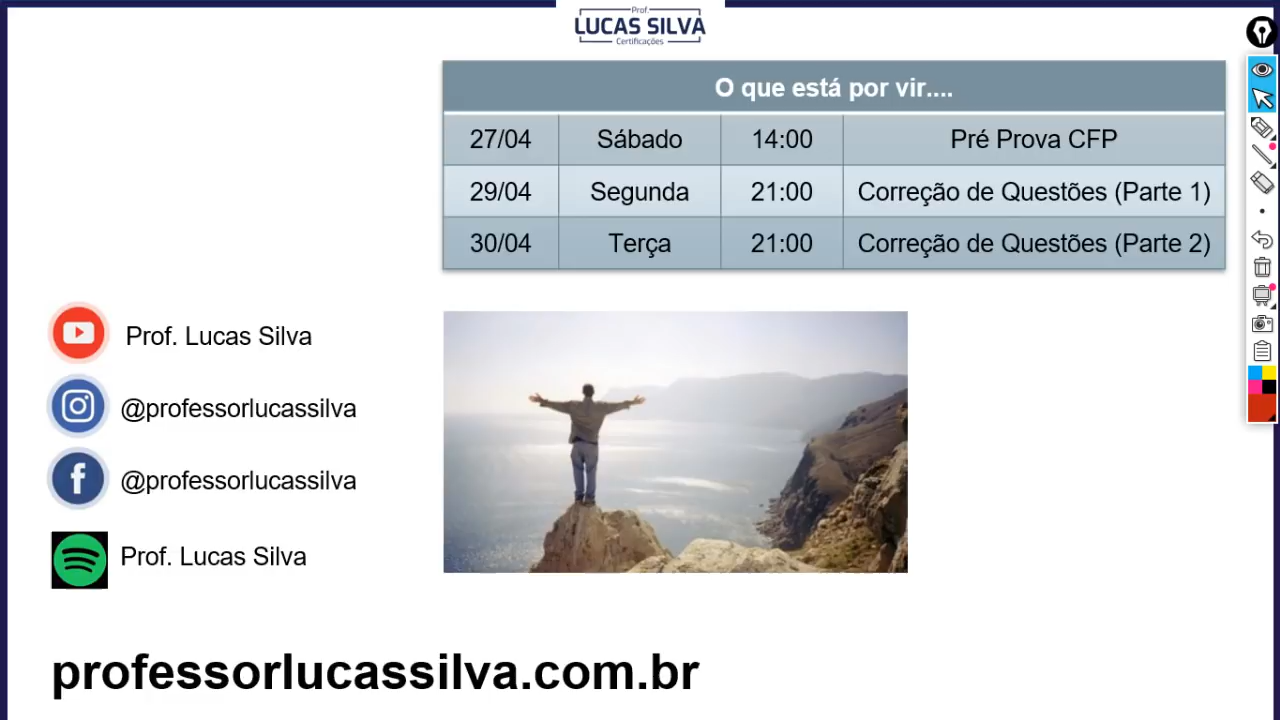 Prof.
LUCAS SILVA
Certificações
O que está por vir....
27/04 Sábado 14:00 Pré Prova CFP
29/04 Segunda 21:00 Correção de Questões (Parte 1)
30/04 Terça 21:00 Correção de Questões (Parte 2)
Prof. Lucas Silva
@professorlucassilva
@professorlucassilva
Prof. Lucas Silva
professorlucassilva.com.br